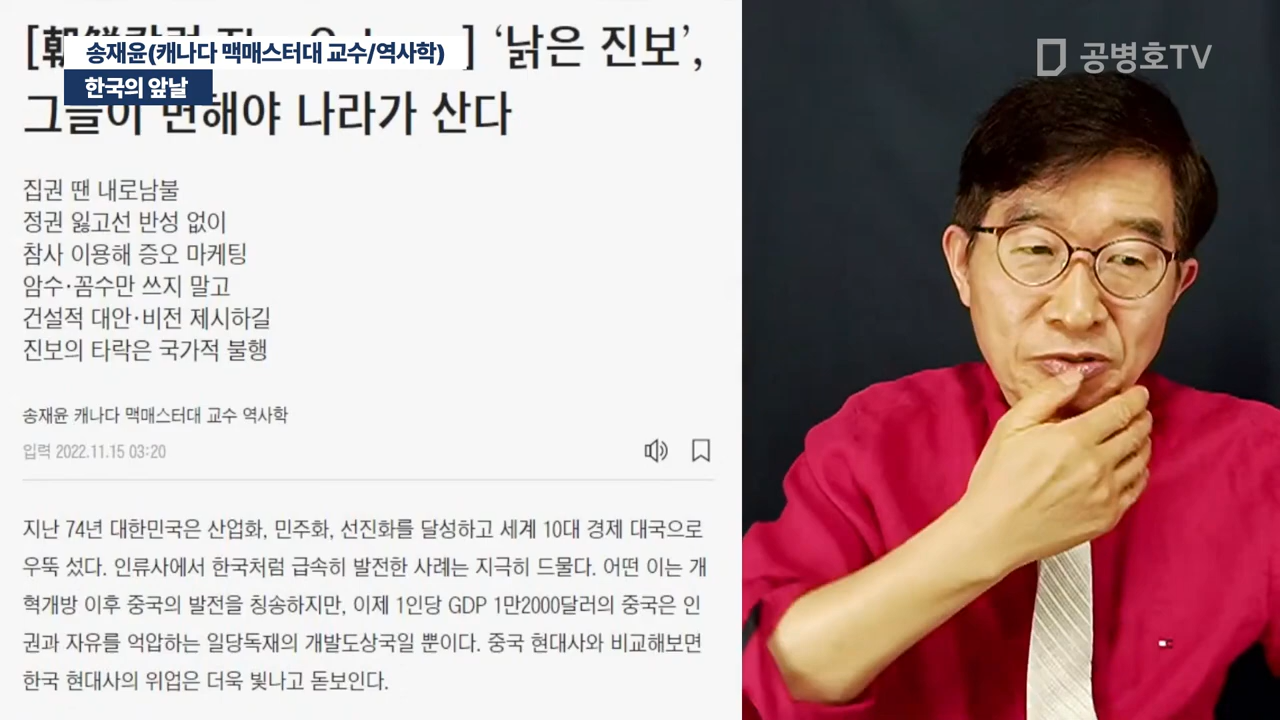 [朝鮮칼럼 The Column] ‘낡은 진보’,
송재윤(캐나다 맥매스터대 교수/역사학)
한국의 앞날
그들이 변해야 나라가 산다
공병호TV
집권 땐 내로남불
정권 잃고선 반성 없이
참사 이용해 증오 마케팅
암수·꼼수만 쓰지 말고
건설적 대안·비전 제시하길
진보의 타락은 국가적 불행
송재윤 캐나다 맥매스터대 교수 역사학
입력 2022.11.15 03:20
지난 74년 대한민국은 산업화, 민주화, 선진화를 달성하고 세계 10대 경제 대국으로
우뚝 섰다. 인류사에서 한국처럼 급속히 발전한 사례는 지극히 드물다. 어떤 이는 개
혁개방 이후 중국의 발전을 칭송하지만, 이제 1인당 GDP 1만2000달러의 중국은 인
권과 자유를 억압하는 일당독재의 개발도상국일 뿐이다. 중국 현대사와 비교해보면
한국 현대사의 위업은 더욱 빛나고 돋보인다.